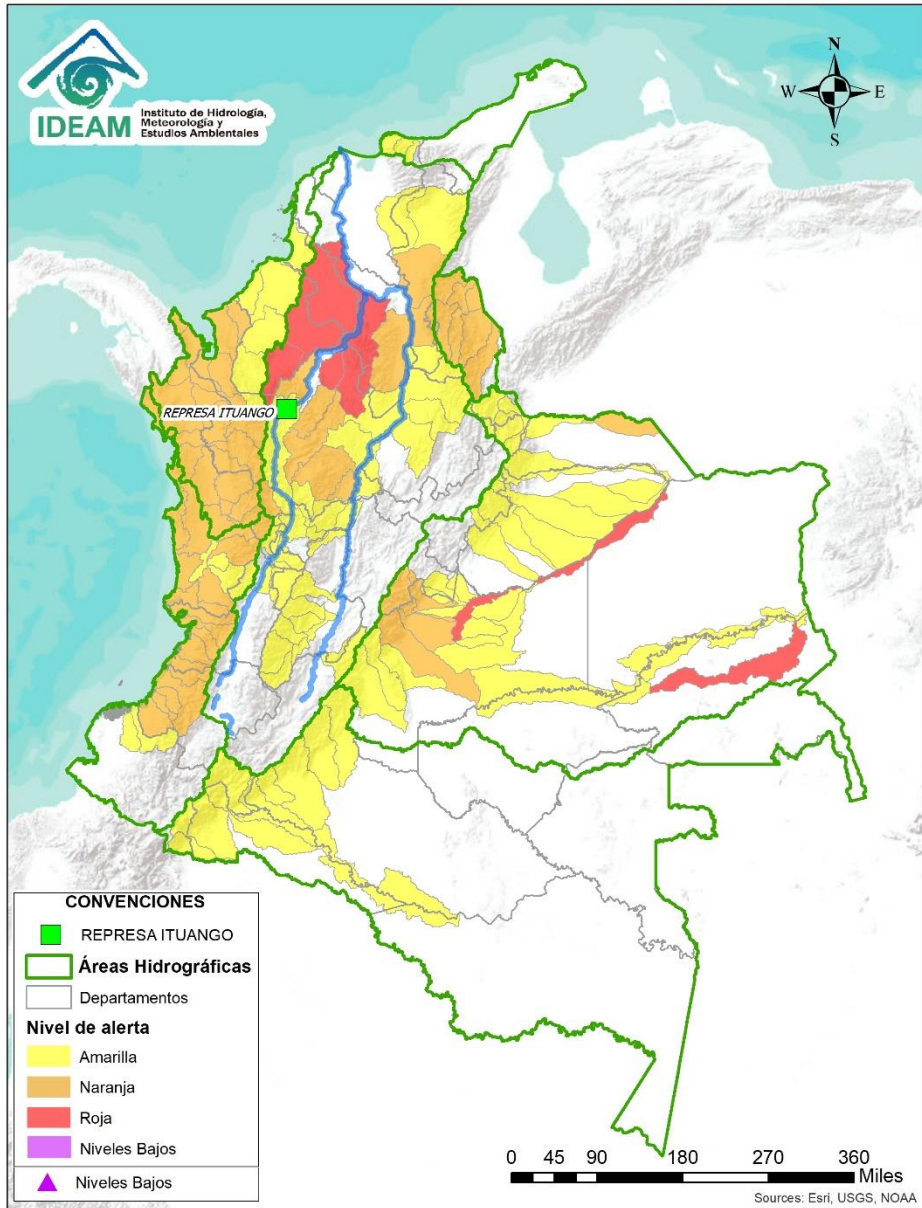 IDEAM
Instituto de Hidrología,
Meteorología y
Estudios Ambientales
N
W
E
S
REPRESA ITUANGO
CONVENCIONES
REPRESA ITUANGO
Áreas Hidrográficas
Departamentos
Nivel de alerta
Amarilla
Naranja
Roja
Niveles Bajos
Niveles Bajos
0 45 90 180 270 360
Miles
Sources: Esri, USGS, NOAA